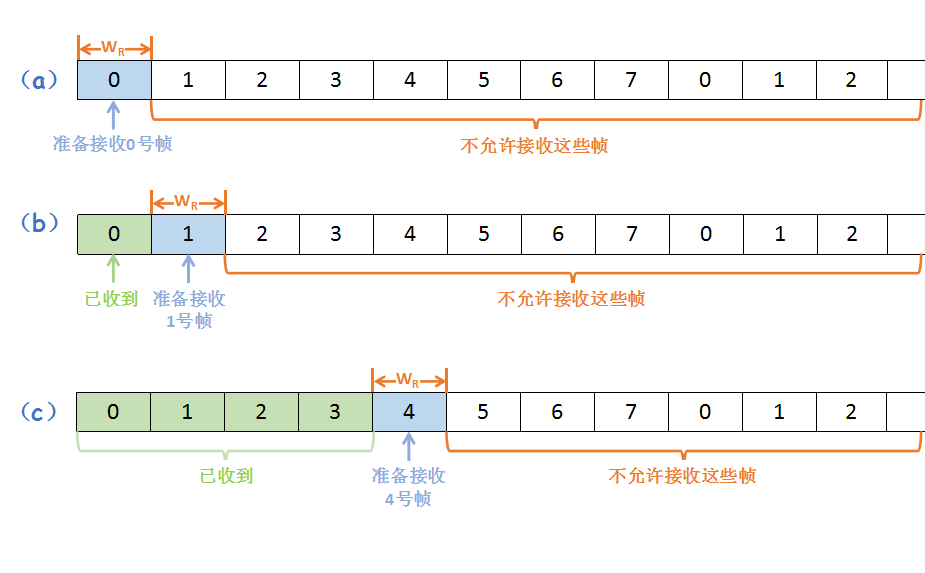 W_R
（a） 0 1 2 3 4 5 6 7 0 1 2
准备接收0号帧 不允许接收这些帧
W_R
（b） 0 1 2 3 4 5 6 7 0 1 2
已收到 准备接收 不允许接收这些帧
1号帧
W_R
（c） 0 1 2 3 4 5 6 7 0 1 2
已收到 准备接收 不允许接收这些帧
4号帧